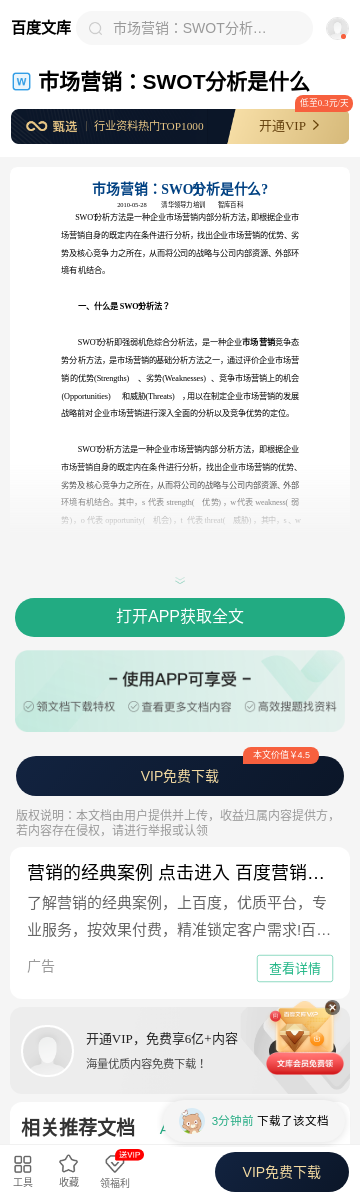 百度文库
市场营销：SWOT分析…
市场营销：SWOT分析是什么
低至0.3元/天
甄选
行业资料热门TOP1000
开通VIP
市场营销：SWOT分析是什么?
2010-05-28 清华领导力培训 智库百科
SWOT分析方法是一种企业市场营销内部分析方法，即根据企业市
场营销自身的既定内在条件进行分析，找出企业市场营销的优势、劣
势及核心竞争力之所在，从而将公司的战略与公司内部资源、外部环
境有机结合。
一、什么是 SWOT分析法 ?
SWOT分析即强弱机危综合分析法，是一种企业市场营销竞争态
势分析方法，是市场营销的基础分析方法之一，通过评价企业市场营
销的优势(Strengths) 、劣势(Weaknesses) 、竞争市场营销上的机会
(Opportunities) 和威胁(Threats) ，用以在制定企业市场营销的发展
战略前对企业市场营销进行深入全面的分析以及竞争优势的定位。
SWOT分析方法是一种企业市场营销内部分析方法，即根据企业
市场营销自身的既定内在条件进行分析，找出企业市场营销的优势、
劣势及核心竞争力之所在，从而将公司的战略与公司内部资源、外部
环境有机结合。其中，s 代表 strength( 优势) ，w 代表 weakness( 弱
势)，o 代表 opportunity( 机会) ，t 代表 threat( 威胁) ，其中，s、w
打开APP获取全文
– 使用APP可享受 –
领文档下载特权
查看更多文档内容
高效搜题找资料
本文价值￥4.5
VIP免费下载
版权说明：本文档由用户提供并上传，收益归属内容提供方，
若内容存在侵权，请进行举报或认领
营销的经典案例 点击进入 百度营销…
了解营销的经典案例，上百度，优质平台，专
业服务，按效果付费，精准锁定客户需求!百…
广告
查看详情
开通VIP，免费享6亿+内容
海量优质内容免费下载！
文库会员免费领
相关推荐文档
3分钟前 下载了该文档
工具
收藏
送VIP
领福利
VIP免费下载